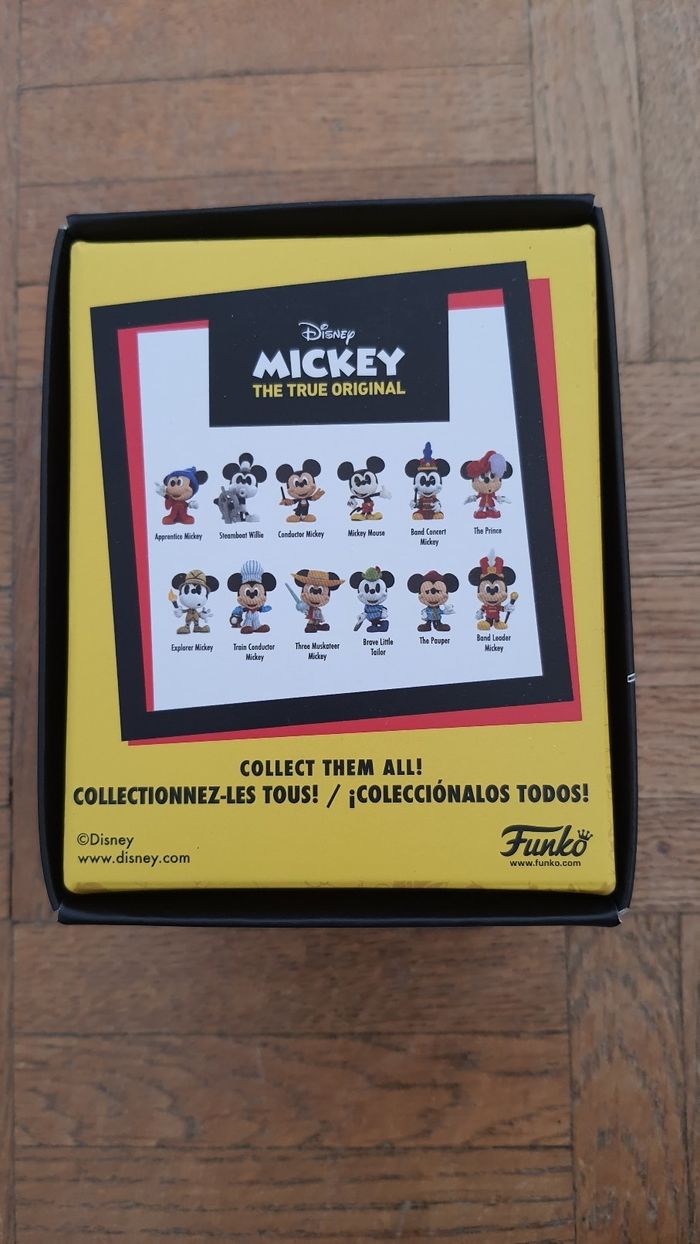 Disney
MICKEY
THE TRUE ORIGINAL
Apprentice Mickey Steamboat Willie Conductor Mickey Mickey Mouse Band Concert Mickey The Prince
Explorer Mickey Train Conductor Mickey Three Musketeer Mickey Brave Little Tailor The Pauper Band Leader Mickey
COLLECT THEM ALL!
COLLECTIONNEZ-LES TOUS! / ¡COLECCIÓNALOS TODOS!
©Disney
www.disney.com
Funko
www.funko.com